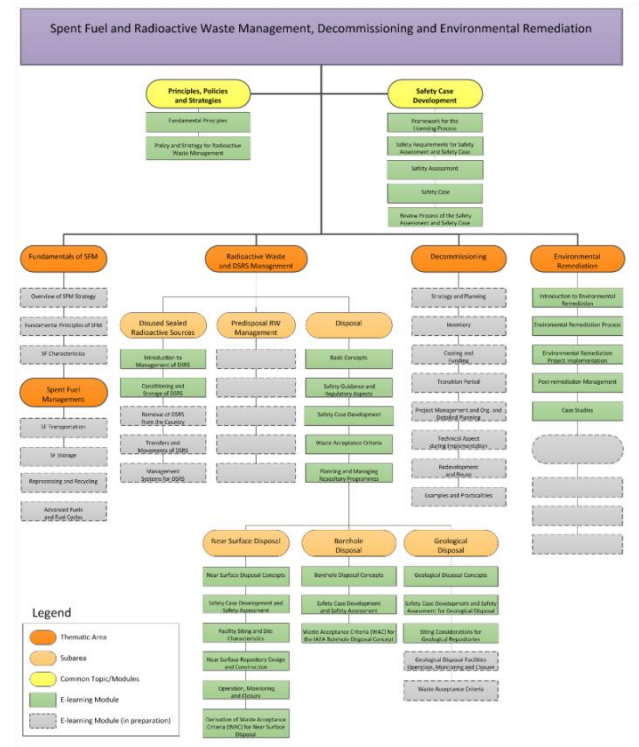 Spent Fuel and Radioactive Waste Management, Decommissioning and Environmental Remediation
Principles, Policies
and Strategies
Fundamental Principles
Policy and Strategy for Radioactive
Waste Management
Safety Case
Development
Framework for the
Licensing Process
Safety Requirements for Safety
Assessment and Safety Case
Safety Assessment
Safety Case
Review Process of the Safety
Assessment and Safety Case
Fundamentals of SFM
Overview of SFM Strategy
Fundamental Principles of SFM
SF Characteristics
Spent Fuel
Management
SF Transportation
SF Storage
Reprocessing and Recycling
Advanced Fuels
and Fuel Cycles
Radioactive Waste
and DSRS Management
Disused Sealed
Radioactive Sources
Introduction to
Management of DSRS
Conditioning and
Storage of DSRS
Removal of DSRS
from the Country
Transfers and
Movements of DSRS
Management
Systems for DSRS
Predisposal RW
Management
Disposal
Basic Concepts
Safety Guidance and
Regulatory Aspects
Safety Case Development
Waste Acceptance Criteria
Planning and Managing
Repository Programmes
Near Surface Disposal
Near Surface Disposal Concepts
Safety Case Development and
Safety Assessment
Facility Siting and Site
Characteristics
Near Surface Repository Design
and Construction
Operation, Monitoring
and Closure
Derivation of Waste Acceptance
Criteria (WAC) for Near Surface
Disposal
Borehole
Disposal
Borehole Disposal Concepts
Safety Case Development
and Safety Assessment
Waste Acceptance Criteria (WAC) for
the IAEA Borehole Disposal Concept
Geological
Disposal
Geological Disposal Concepts
Safety Case Development and Safety
Assessment for Geological Disposal
Siting Considerations for
Geological Repositories
Geological Disposal Facilities
Operation, Monitoring and Closure
Waste Acceptance Criteria
Decommissioning
Strategy and Planning
Inventory
Costing and
Funding
Transition Period
Project Management and Org. and
Detailed Planning
Technical Aspect
during Implementation
Redevelopment
and Reuse
Examples and Practicalities
Environmental
Remediation
Introduction to Environmental
Remediation
Environmental Remediation Process
Environmental Remediation
Project Implementation
Post-remediation Management
Case Studies
Legend
Thematic Area
Subarea
Common Topic/Modules
E-learning Module
E-learning Module (in preparation)